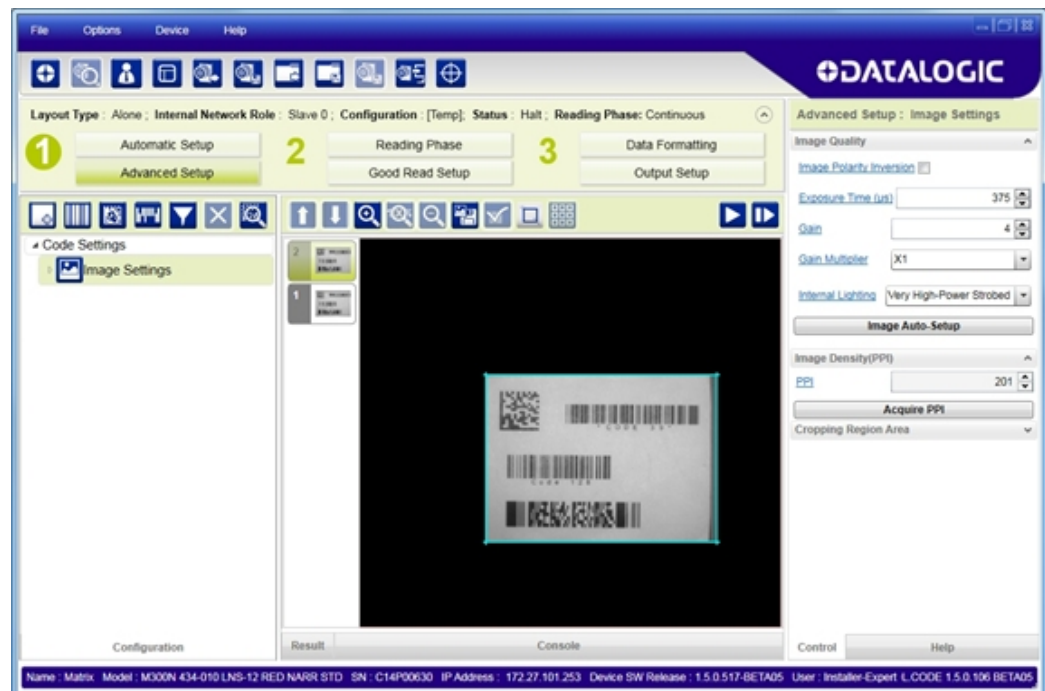 File Options Device Help
DATALOGIC
Layout Type : Alone ; Internal Network Role : Slave 0 ; Configuration : [Temp]; Status : Halt ; Reading Phase: Continuous
1 Automatic Setup
Advanced Setup
2 Reading Phase
Good Read Setup
3 Data Formatting
Output Setup
Code Settings
Image Settings
2
1
"CODE 39"
Code 128
Advanced Setup : Image Settings
Image Quality
Image Polarity Inversion
Exposure Time (us) 375
Gain 4
Gain Multiplier X1
Internal Lighting Very High-Power Strobed
Image Auto-Setup
Image Density(PPI)
PPI 201
Acquire PPI
Cropping Region Area
Configuration
Result Console
Control Help
Name : Matrix Model : M300N 434-010 LNS-12 RED NARR STD SN : C14P00630 IP Address : 172.27.101.253 Device SW Release : 1.5.0.517-BETA05 User : Installer-Expert L.CODE 1.5.0.106 BETA05